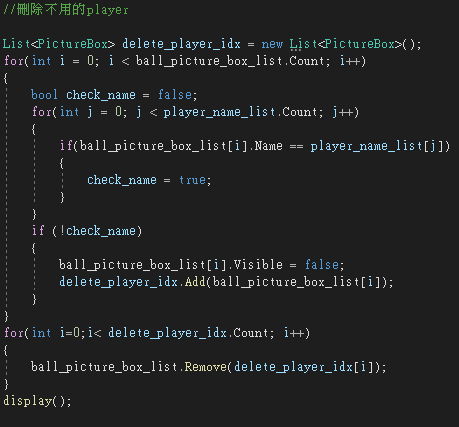 //刪除不用的player
List<PictureBox> delete_player_idx = new List<PictureBox>();
for(int i = 0; i < ball_picture_box_list.Count; i++)
{
bool check_name = false;
for(int j = 0; j < player_name_list.Count; j++)
{
if(ball_picture_box_list[i].Name == player_name_list[j])
{
check_name = true;
}
}
if (!check_name)
{
ball_picture_box_list[i].Visible = false;
delete_player_idx.Add(ball_picture_box_list[i]);
}
}
for(int i=0;i< delete_player_idx.Count; i++)
{
ball_picture_box_list.Remove(delete_player_idx[i]);
}
display();